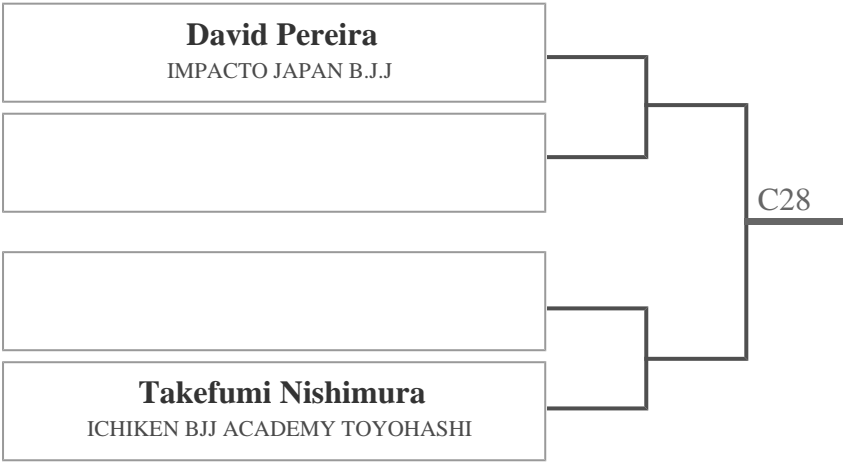 David Pereira
IMPACTO JAPAN B.J.J
C28
Takefumi Nishimura
ICHIKEN BJJ ACADEMY TOYOHASHI